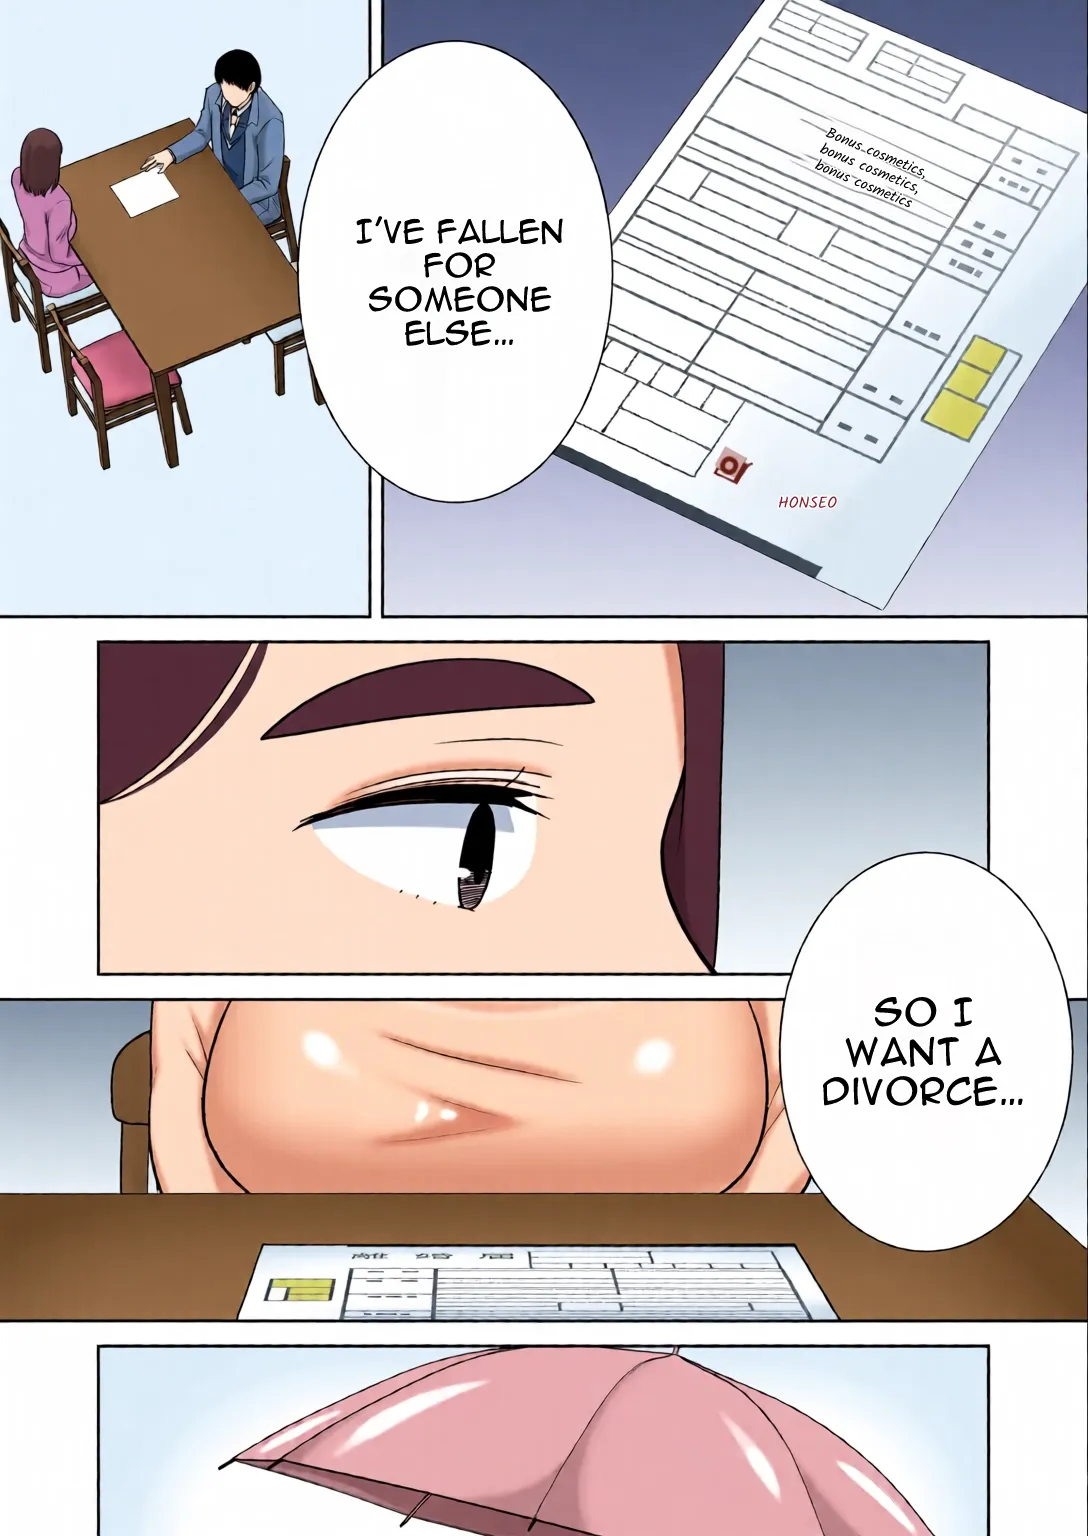 I'VE FALLEN
FOR
SOMEONE
ELSE...
Bonus cosmetics,
bonus cosmetics,
bonus cosmetics
HONSEO
SO I
WANT A
DIVORCE...
離婚届